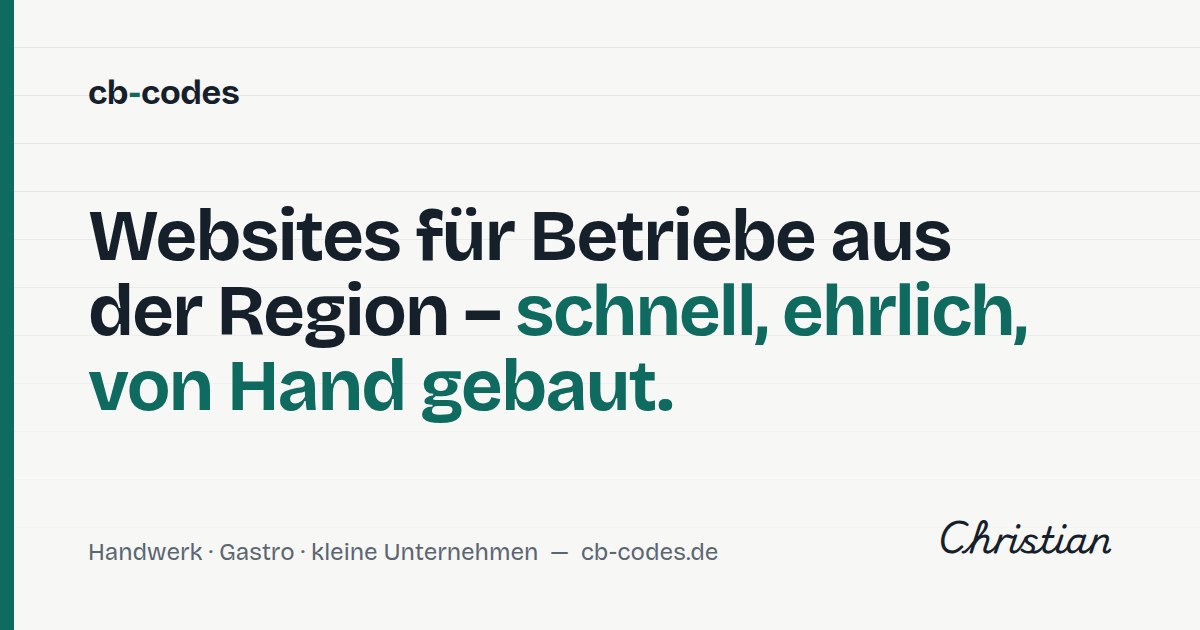 cb-codes
Websites für Betriebe aus
der Region – schnell, ehrlich,
von Hand gebaut.
Handwerk · Gastro · kleine Unternehmen — cb-codes.de
Christian